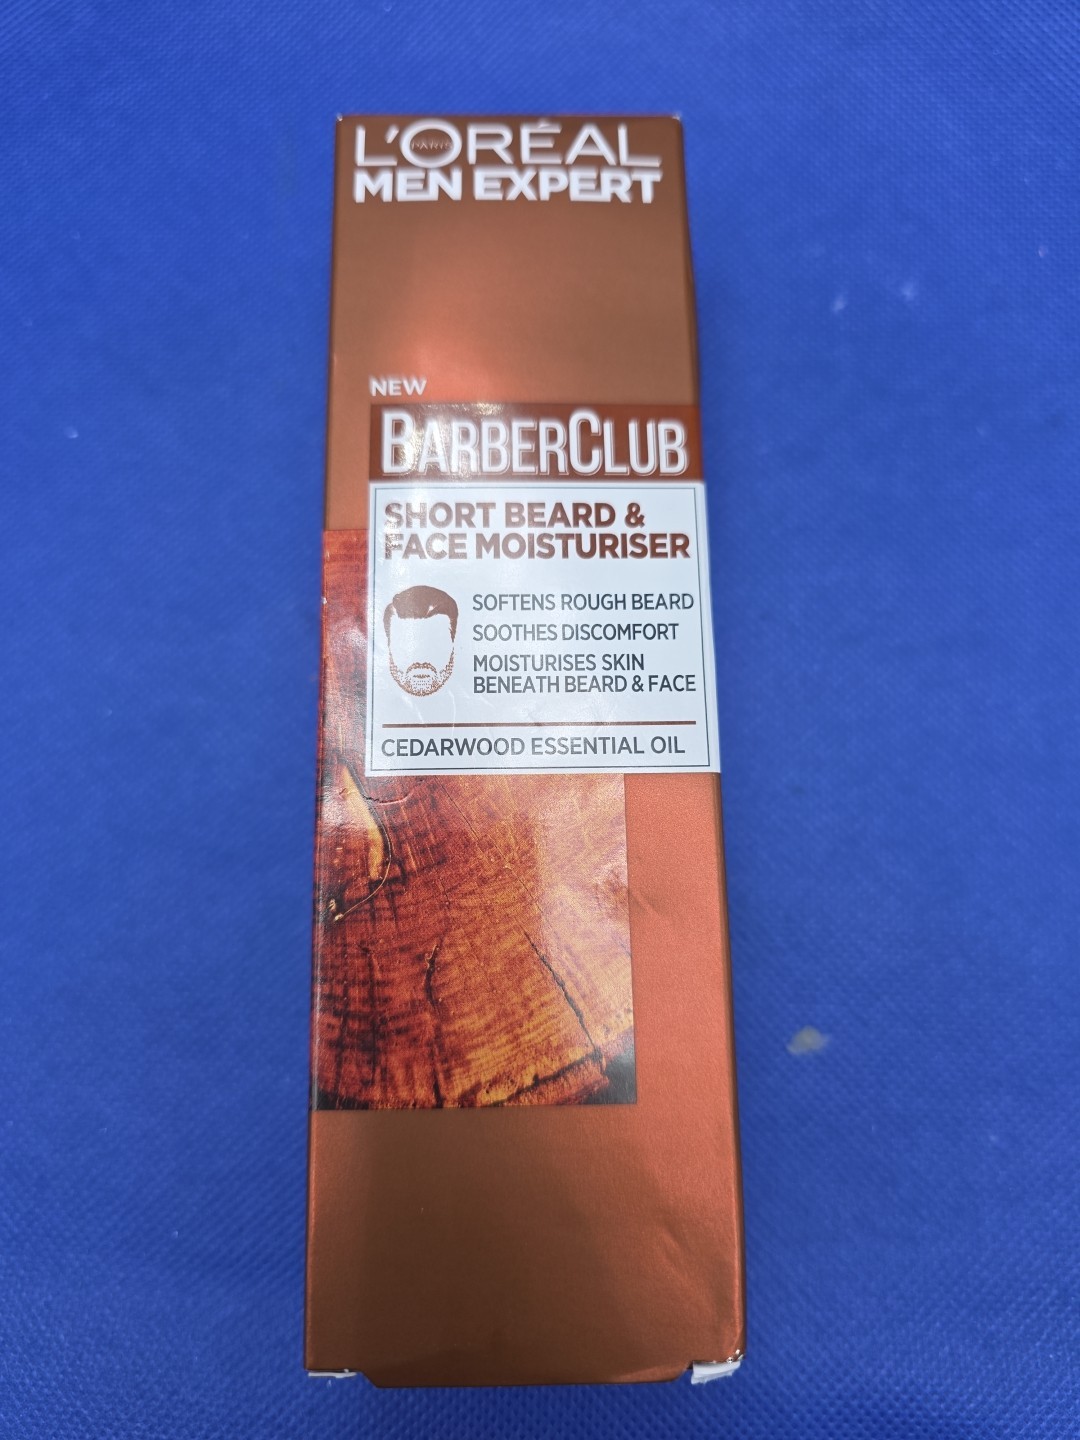 L'ORÉAL
PARIS
MEN EXPERT
NEW
BARBERCLUB
SHORT BEARD &
FACE MOISTURISER
SOFTENS ROUGH BEARD
SOOTHES DISCOMFORT
MOISTURISES SKIN
BENEATH BEARD & FACE
CEDARWOOD ESSENTIAL OIL